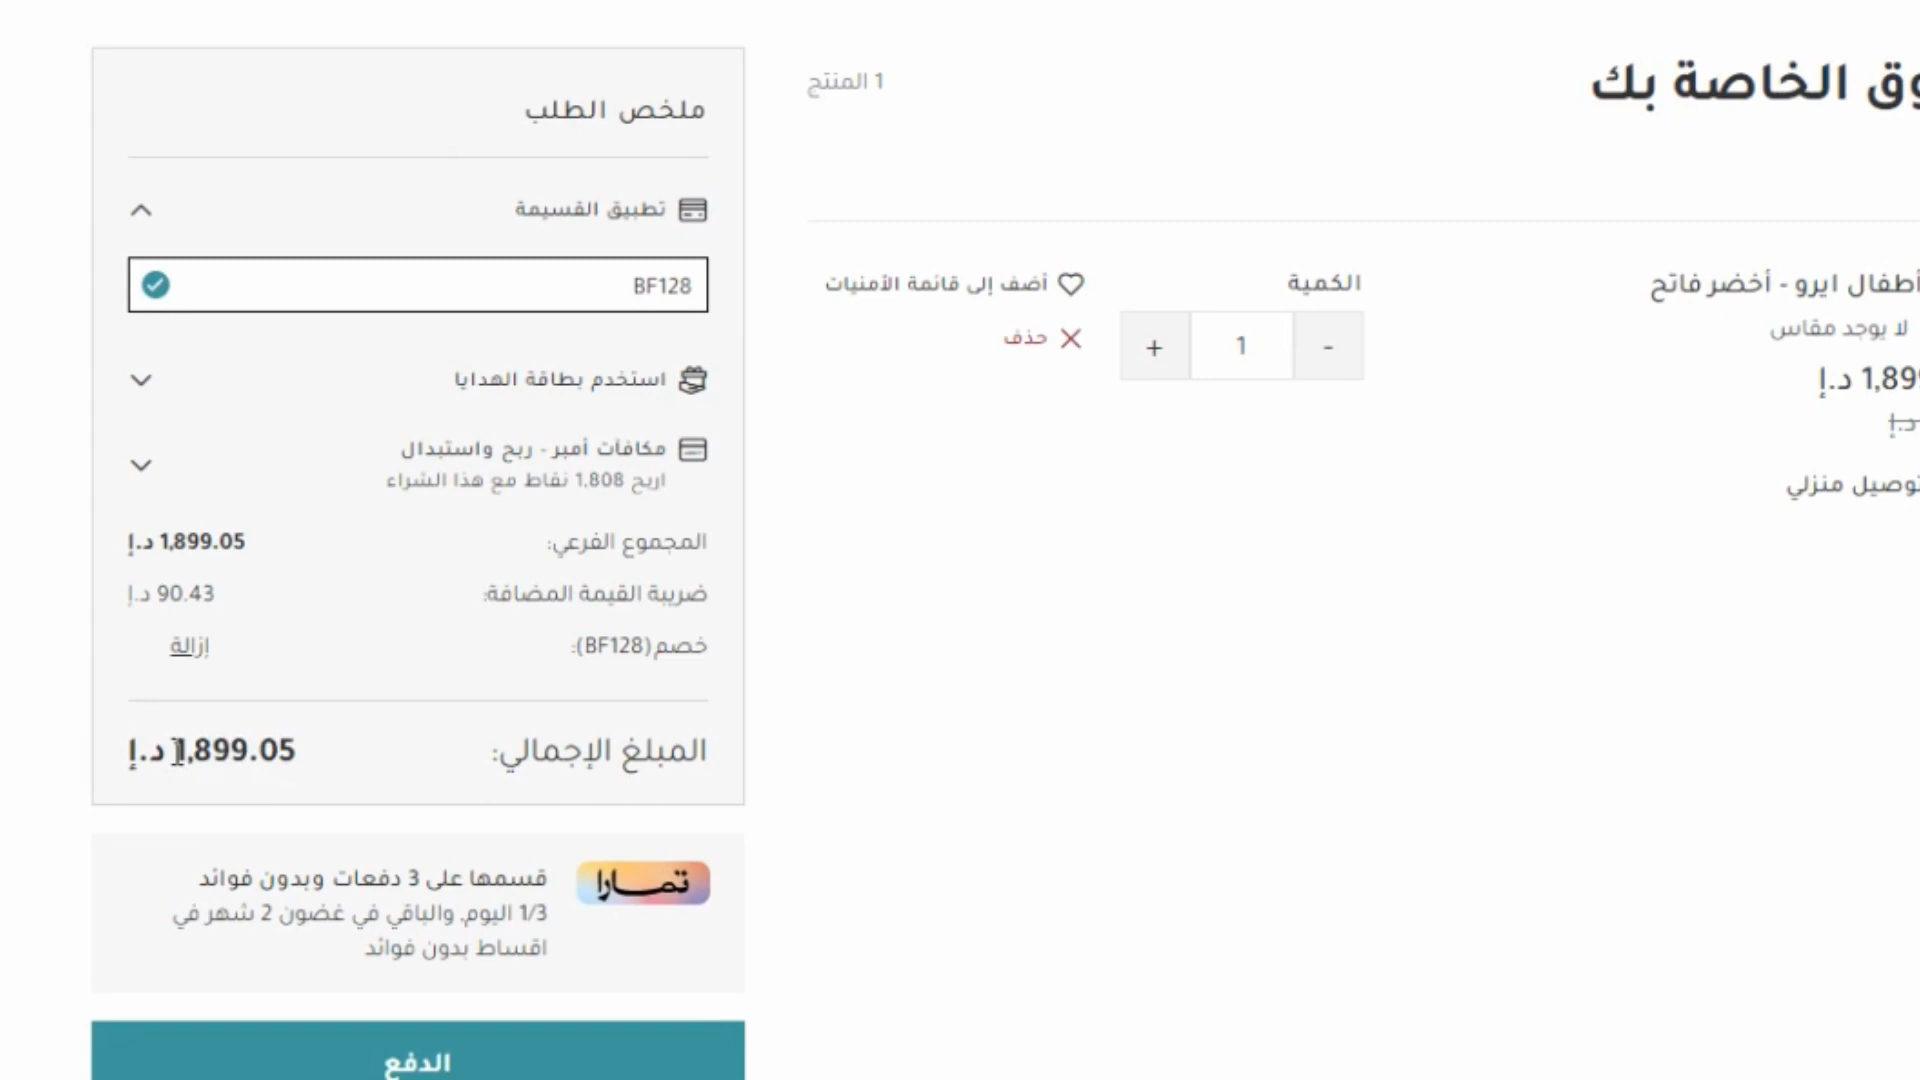 الخاصة بك
1 المنتج
أطفال ايرو - أخضر فاتح
لا يوجد مقاس
د.إ
د.إ
توصيل منزلي
الكمية
-
1
+
أضف إلى قائمة الأمنيات
حذف
ملخص الطلب
تطبيق القسيمة
BF128
استخدم بطاقة الهدايا
مكافآت أمبر - ربح واستبدال
اربح 1,808 نقاط مع هذا الشراء
المجموع الفرعي: 1,899.05 د.إ
ضريبة القيمة المضافة: 90.43 د.إ
خصم(BF128): إزالة
المبلغ الإجمالي: 1,899.05 د.إ
تمارا
قسمها على 3 دفعات وبدون فوائد
1/3 اليوم, والباقي في غضون 2 شهر في
اقساط بدون فوائد
الدفع